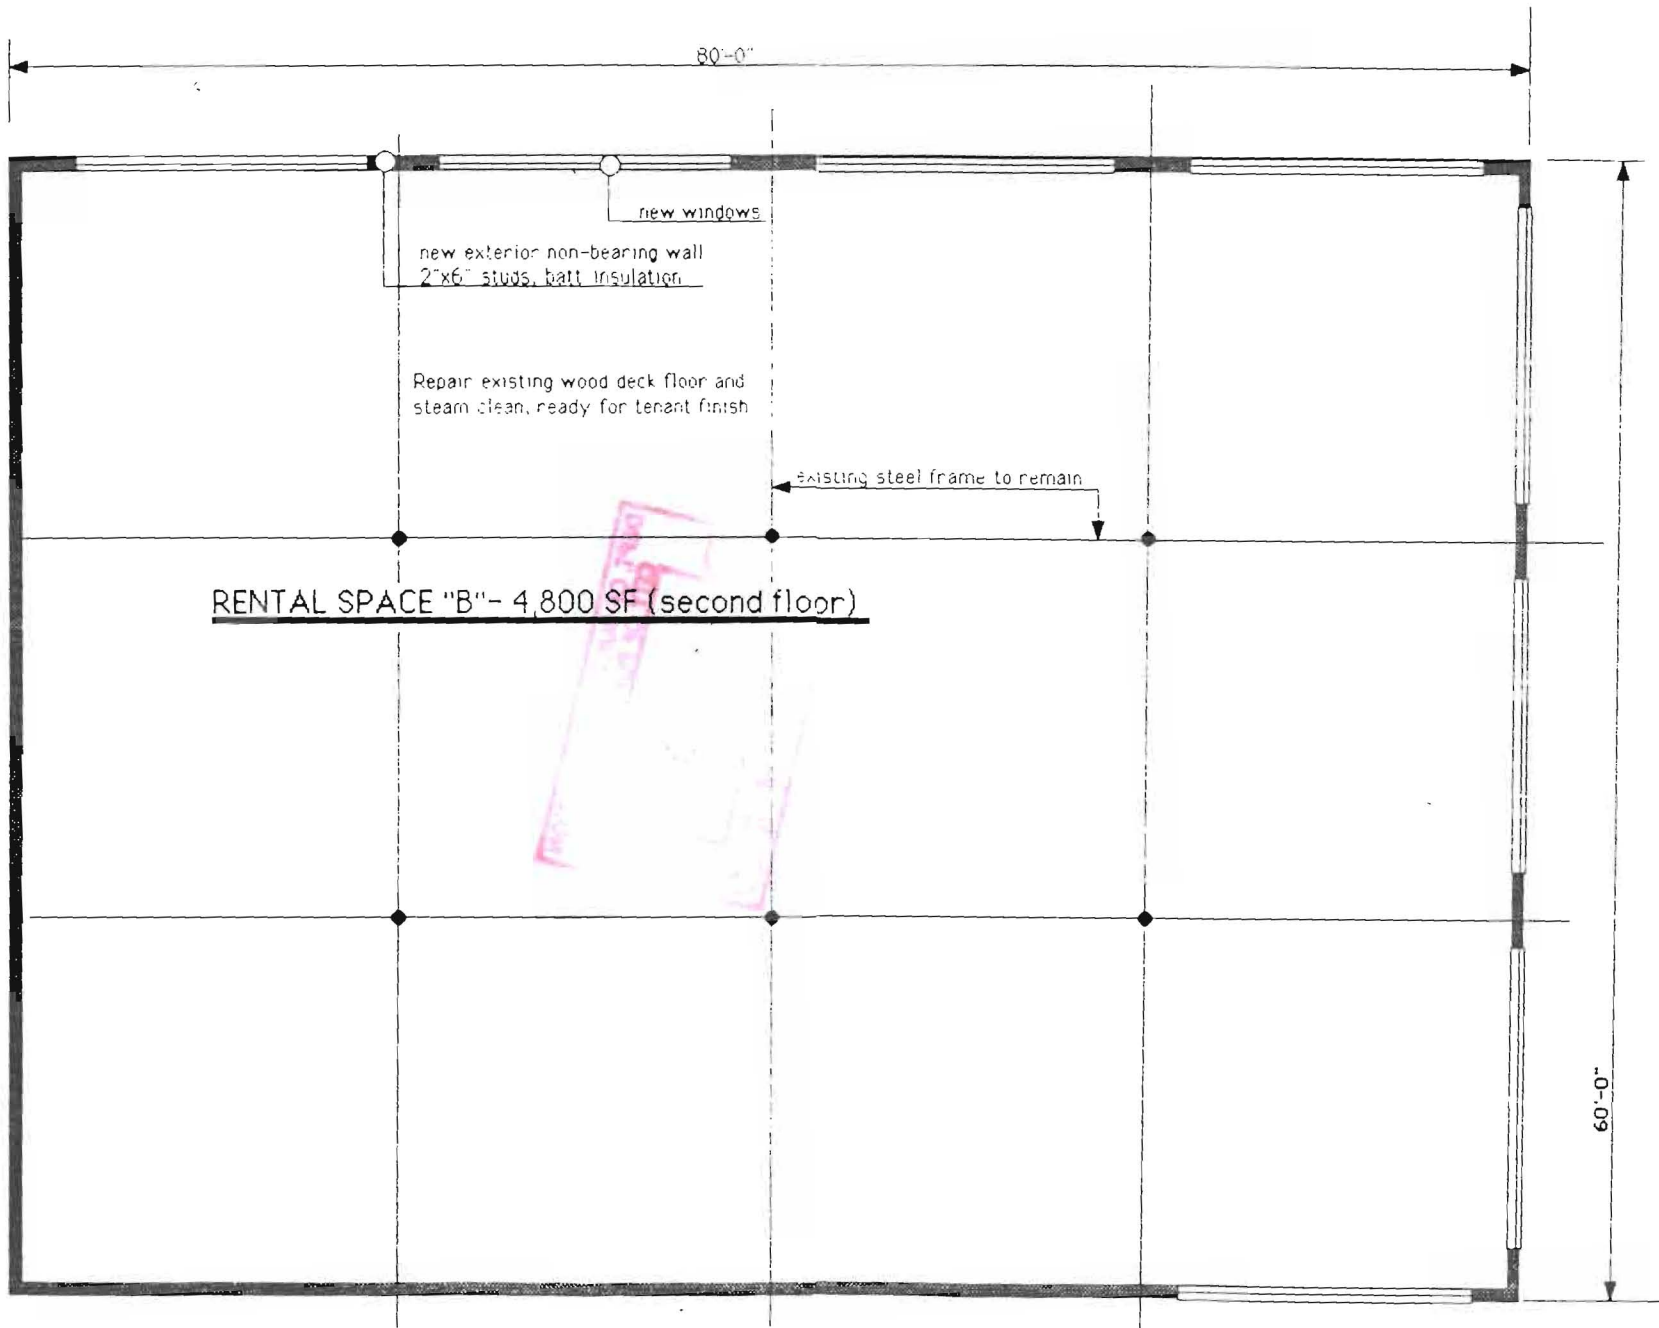 80'-0"
new windows
new exterior non-bearing wall
2"x6" studs, batt insulation
Repair existing wood deck floor and
steam clean, ready for tenant finish
existing steel frame to remain
RENTAL SPACE "B"- 4,800 SF (second floor)
60'-0"